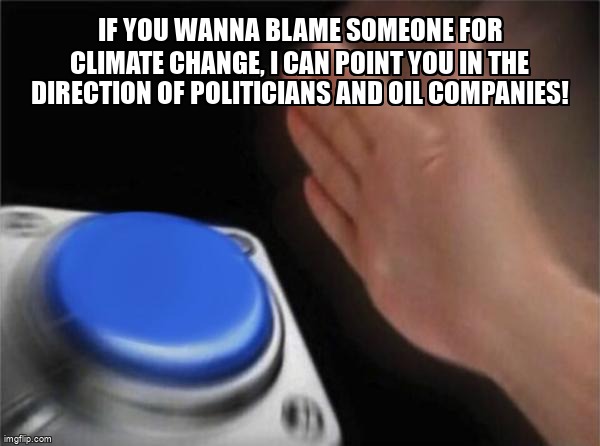 IF YOU WANNA BLAME SOMEONE FOR
CLIMATE CHANGE, I CAN POINT YOU IN THE
DIRECTION OF POLITICIANS AND OIL COMPANIES!
imgflip.com